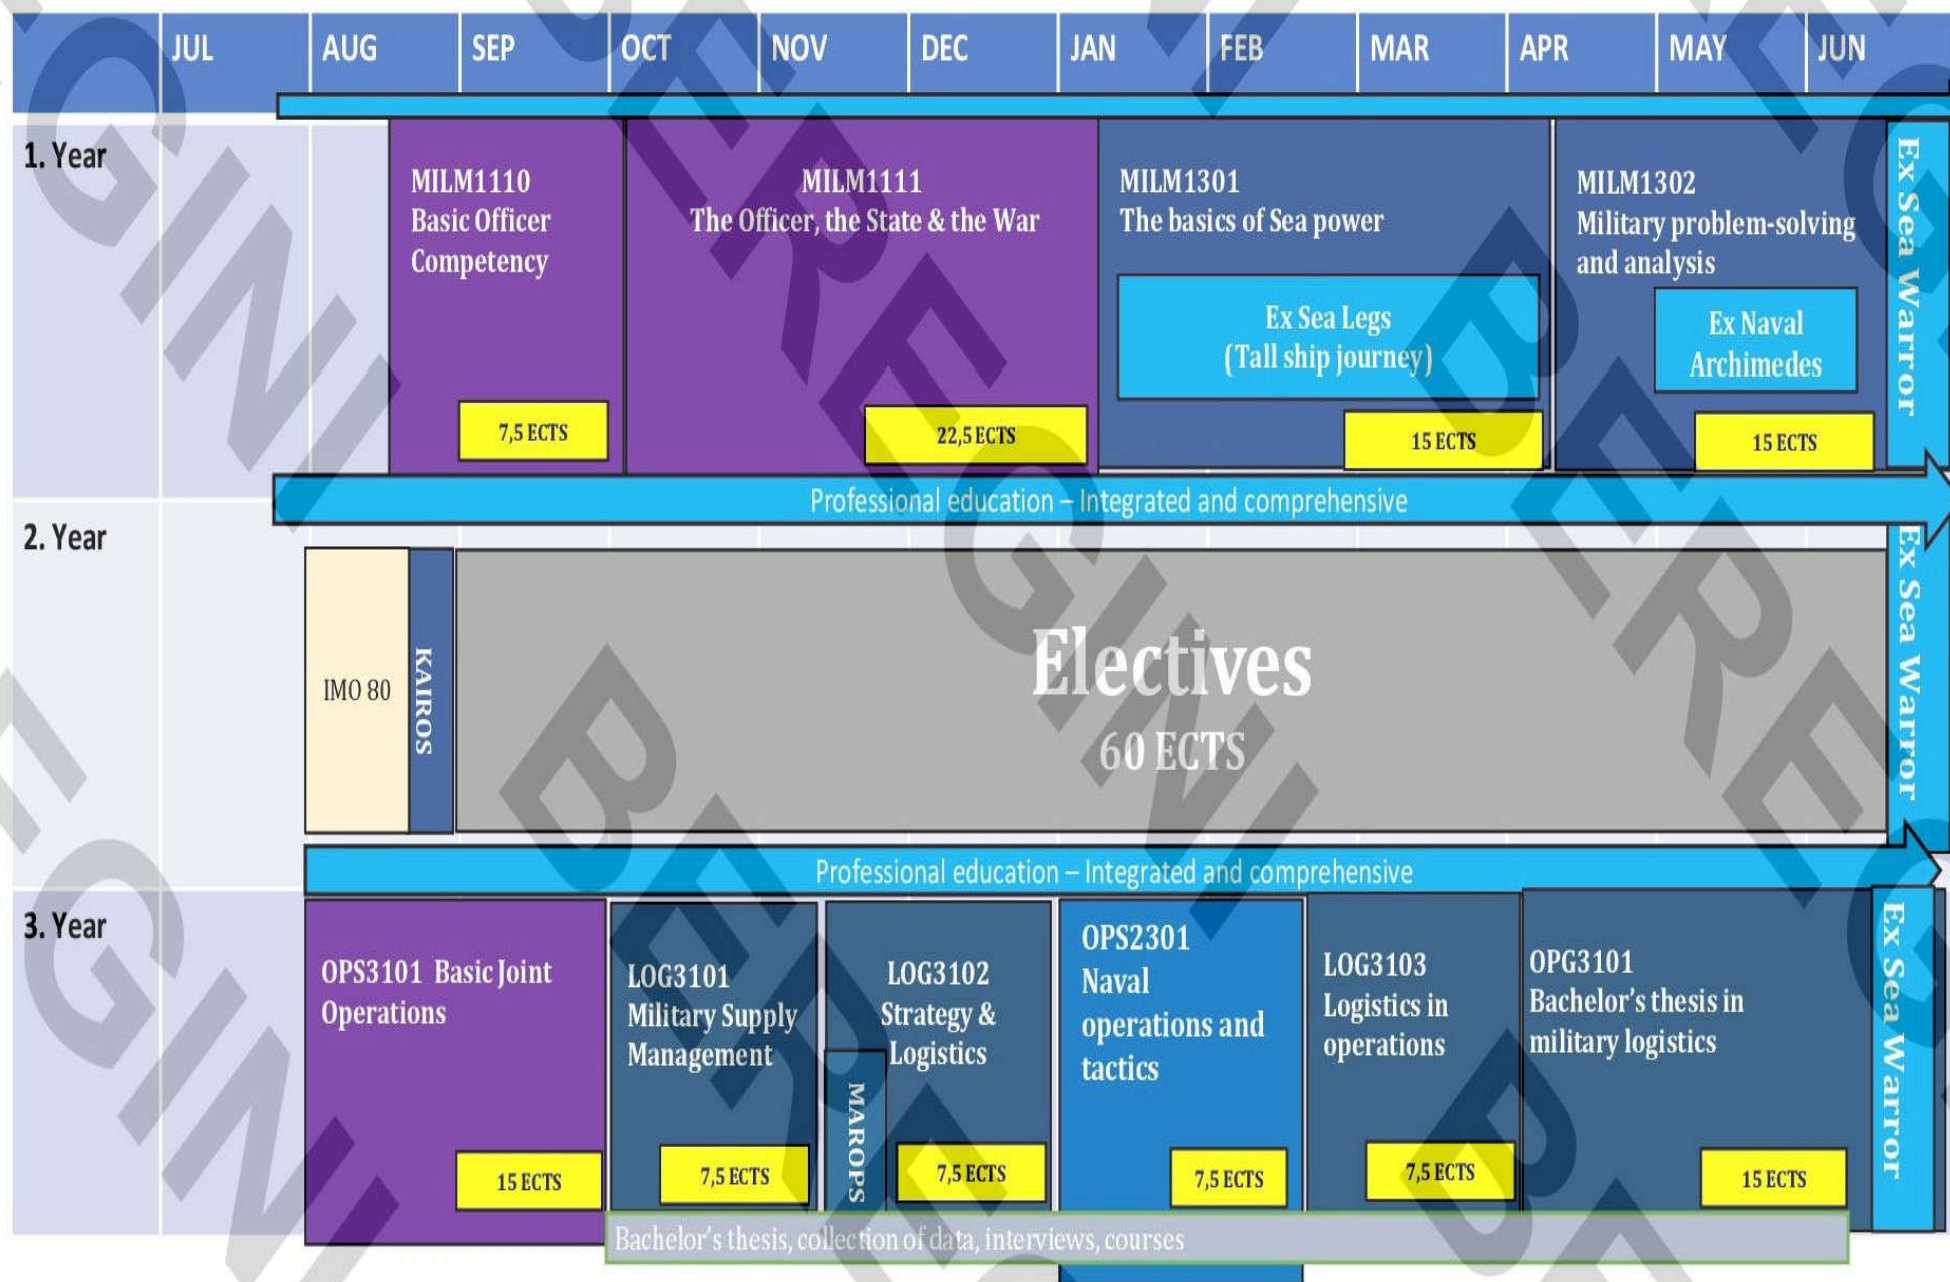 JUL AUG SEP OCT NOV DEC JAN FEB MAR APR MAY JUN
1. Year
MILM1110
Basic Officer
Competency
7,5 ECTS
MILM1111
The Officer, the State & the War
22,5 ECTS
MILM1301
The basics of Sea power
Ex Sea Legs
(Tall ship journey)
15 ECTS
MILM1302
Military problem-solving
and analysis
Ex Naval
Archimedes
15 ECTS
Ex Sea Warror
Professional education – Integrated and comprehensive
2. Year
IMO 80
KAIROS
Electives
60 ECTS
Ex Sea Warror
Professional education – Integrated and comprehensive
3. Year
OPS3101 Basic Joint
Operations
15 ECTS
LOG3101
Military Supply
Management
7,5 ECTS
MAROPS
LOG3102
Strategy &
Logistics
7,5 ECTS
OPS2301
Naval
operations and
tactics
7,5 ECTS
LOG3103
Logistics in
operations
7,5 ECTS
OPG3101
Bachelor's thesis in
military logistics
15 ECTS
Ex Sea Warror
Bachelor's thesis, collection of data, interviews, courses
BEREGINI
BEREGINI
BEREGINI